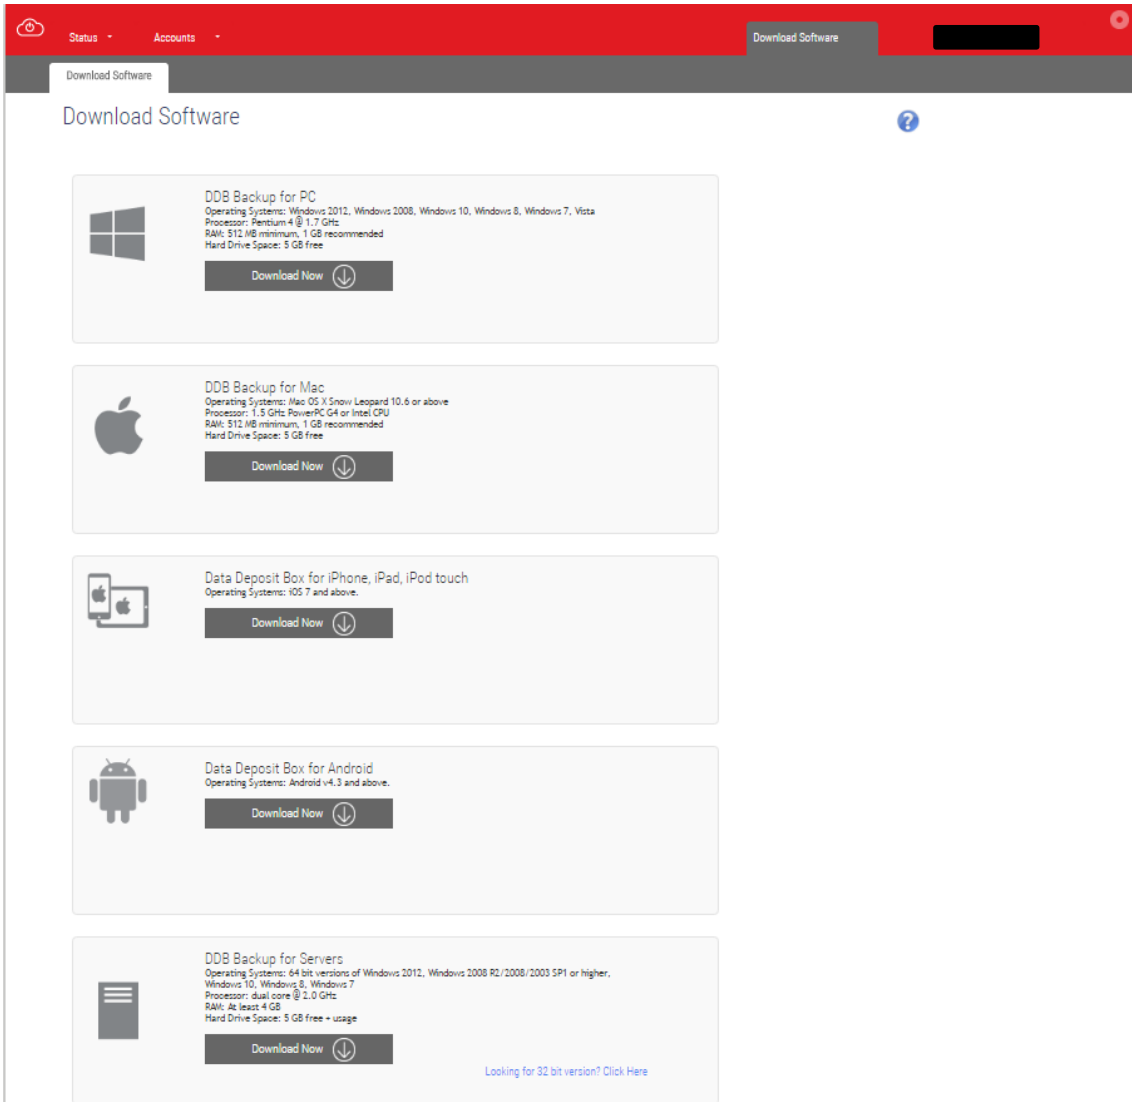 Status
Accounts
Download Software
Download Software
Download Software
DDB Backup for PC
Operating Systems: Windows 2012, Windows 2008, Windows 10, Windows 8, Windows 7, Vista
Processor: Pentium 4 @ 1.7 GHz
RAM: 512 MB minimum, 1 GB recommended
Hard Drive Space: 5 GB free
Download Now
DDB Backup for Mac
Operating Systems: Mac OS X Snow Leopard 10.6 or above
Processor: 1.5 GHz PowerPC G4 or Intel CPU
RAM: 512 MB minimum, 1 GB recommended
Hard Drive Space: 5 GB free
Download Now
Data Deposit Box for iPhone, iPad, iPod touch
Operating Systems: iOS 7 and above.
Download Now
Data Deposit Box for Android
Operating Systems: Android v4.3 and above.
Download Now
DDB Backup for Servers
Operating Systems: 64 bit versions of Windows 2012, Windows 2008 R2/2008/2003 SP1 or higher,
Windows 10, Windows 8, Windows 7
Processor: dual core @ 2.0 GHz
RAM: At least 4 GB
Hard Drive Space: 5 GB free + usage
Download Now
Looking for 32 bit version? Click Here